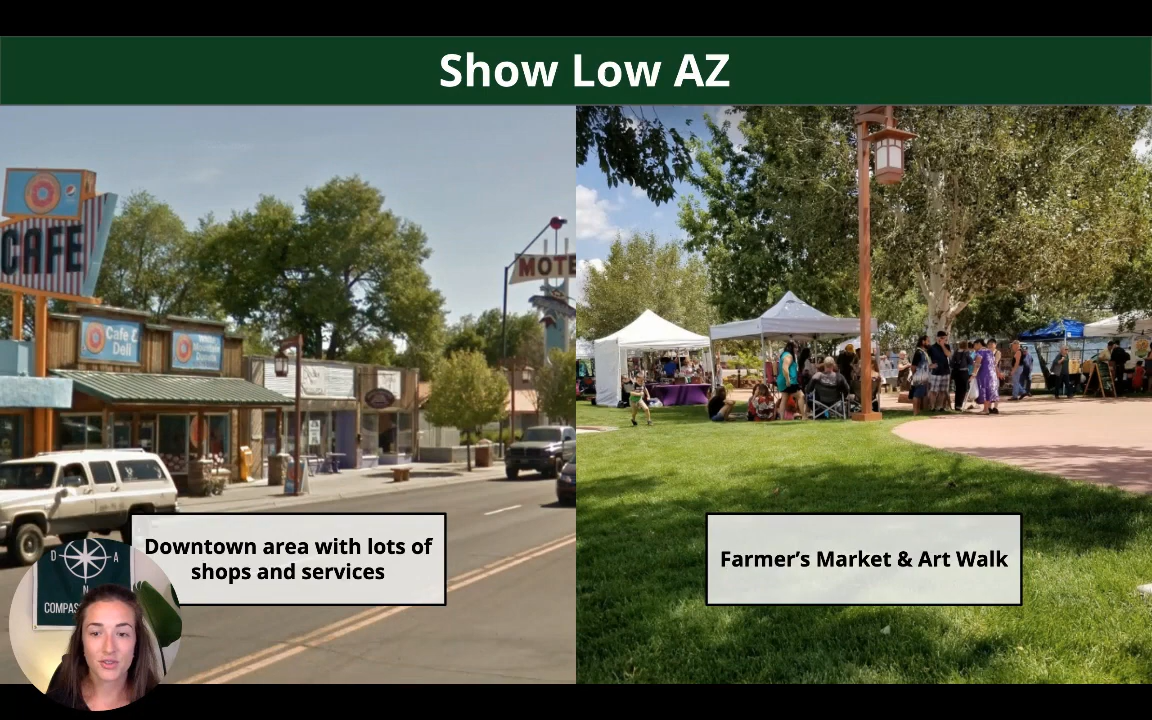 Show Low AZ
CAFE
Cafe &
Deli
MOTE
Downtown area with lots of
shops and services
Farmer's Market & Art Walk
D
A
N
COMPAS